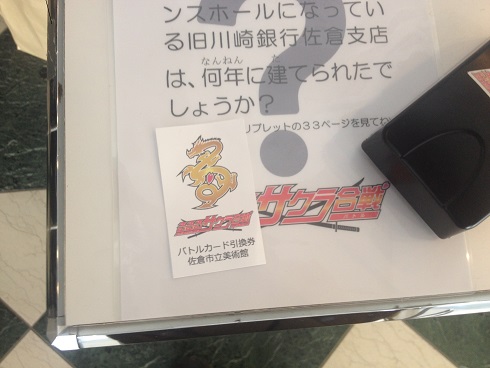 ンスホールになってい
る旧川崎銀行佐倉支店
なんねん
は、何年に建てられたで
しょうか?
リプレットの33ページを見てね
?
サクラ合戦
バトルカード引換券
佐倉市立美術館